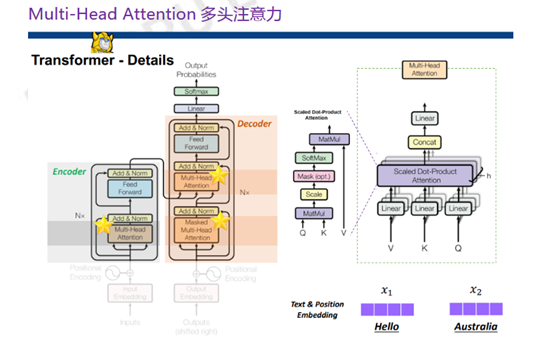 Multi-Head Attention 多头注意力
Transformer - Details
Output
Probabilities
Softmax
Linear
Decoder
Add & Norm
Feed
Forward
Add & Norm
Multi-Head
Attention
N×
Add & Norm
Masked
Multi-Head
Attention
Encoder
Add & Norm
Feed
Forward
N×
Add & Norm
Multi-Head
Attention
Positional
Encoding
Positional
Encoding
Input
Embedding
Output
Embedding
Inputs
Outputs
(shifted right)
Scaled Dot-Product
Attention
MatMul
SoftMax
Mask (opt.)
Scale
MatMul
Q K V
Multi-Head
Attention
Linear
Concat
Scaled Dot-Product
Attention
h
Linear Linear Linear
V K Q
x₁ x₂
Text & Position
Embedding
Hello Australia